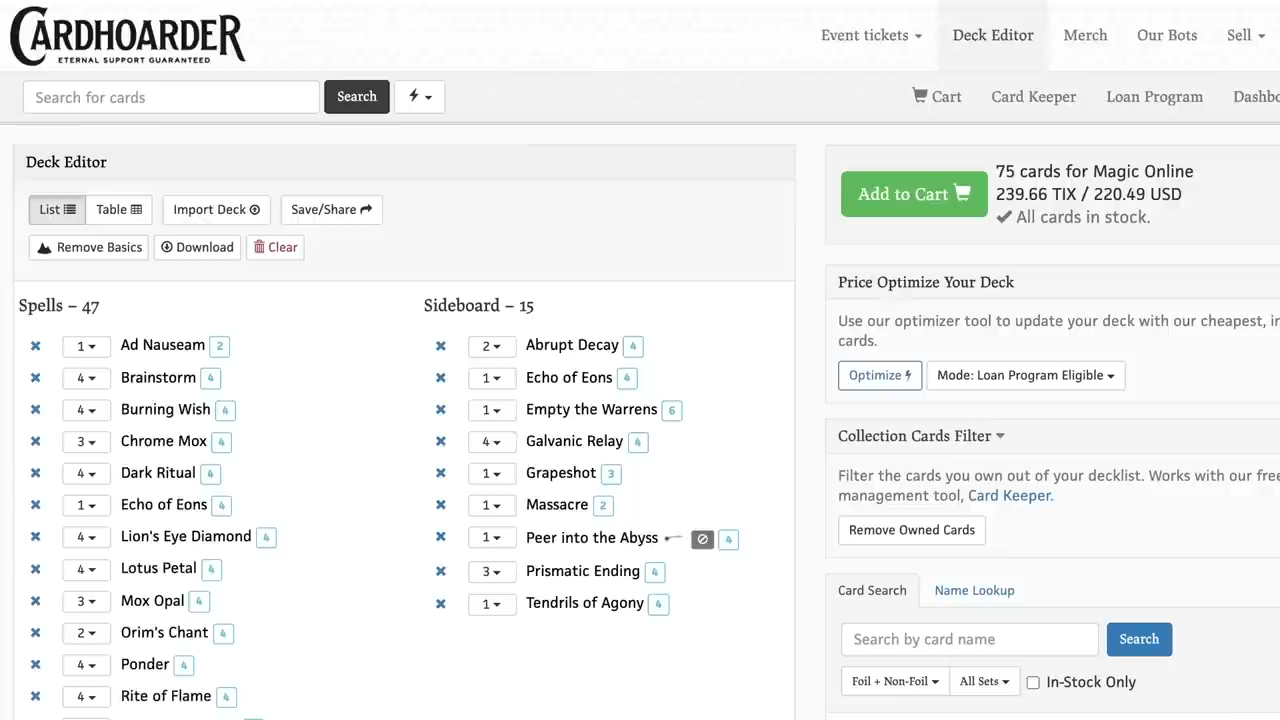 CARDHOARDER
ETERNAL SUPPORT GUARANTEED
Event tickets
Deck Editor
Merch
Our Bots
Sell
Search for cards
Search
Cart
Card Keeper
Loan Program
Dashbo
Deck Editor
List
Table
Import Deck
Save/Share
Remove Basics
Download
Clear
Spells – 47
1 Ad Nauseam 2
4 Brainstorm 4
4 Burning Wish 4
3 Chrome Mox 4
4 Dark Ritual 4
1 Echo of Eons 4
4 Lion's Eye Diamond 4
4 Lotus Petal 4
3 Mox Opal 4
2 Orim's Chant 4
4 Ponder 4
4 Rite of Flame 4
Sideboard – 15
2 Abrupt Decay 4
1 Echo of Eons 4
1 Empty the Warrens 6
4 Galvanic Relay 4
1 Grapeshot 3
1 Massacre 2
1 Peer into the Abyss 4
3 Prismatic Ending 4
1 Tendrils of Agony 4
Add to Cart
75 cards for Magic Online
239.66 TIX / 220.49 USD
All cards in stock.
Price Optimize Your Deck
Use our optimizer tool to update your deck with our cheapest, in
cards.
Optimize
Mode: Loan Program Eligible
Collection Cards Filter
Filter the cards you own out of your decklist. Works with our free
management tool, Card Keeper.
Remove Owned Cards
Card Search
Name Lookup
Search by card name
Search
Foil + Non-Foil
All Sets
In-Stock Only